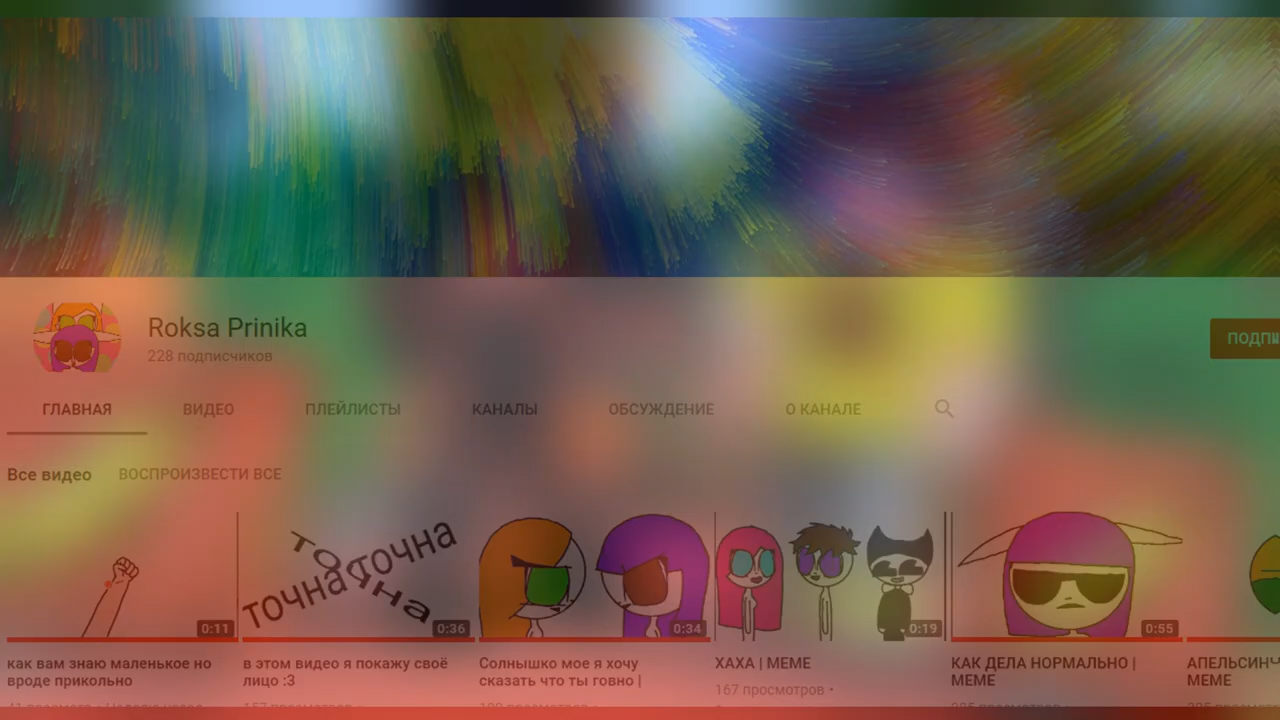 Roksa Prinika
228 подписчиков
ГЛАВНАЯ ВИДЕО ПЛЕЙЛИСТЫ КАНАЛЫ ОБСУЖДЕНИЕ О КАНАЛЕ
Все видео ВОСПРОИЗВЕСТИ ВСЕ
точна точна точна
0:11 0:36 0:34 0:19 0:55
как вам знаю маленькое но
вроде прикольно
в этом видео я покажу своё
лицо :3
Солнышко мое я хочу
сказать что ты говно |
ХАХА | MEME
167 просмотров •
КАК ДЕЛА НОРМАЛЬНО |
MEME
MEME